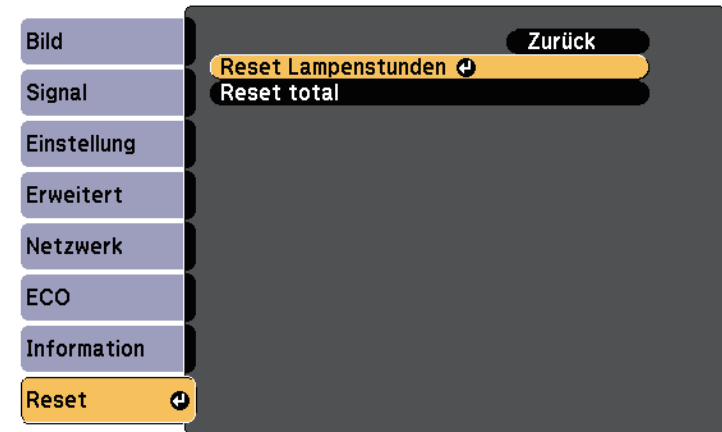 Bild
Signal
Einstellung
Erweitert
Netzwerk
ECO
Information
Reset
Zurück
Reset Lampenstunden
Reset total